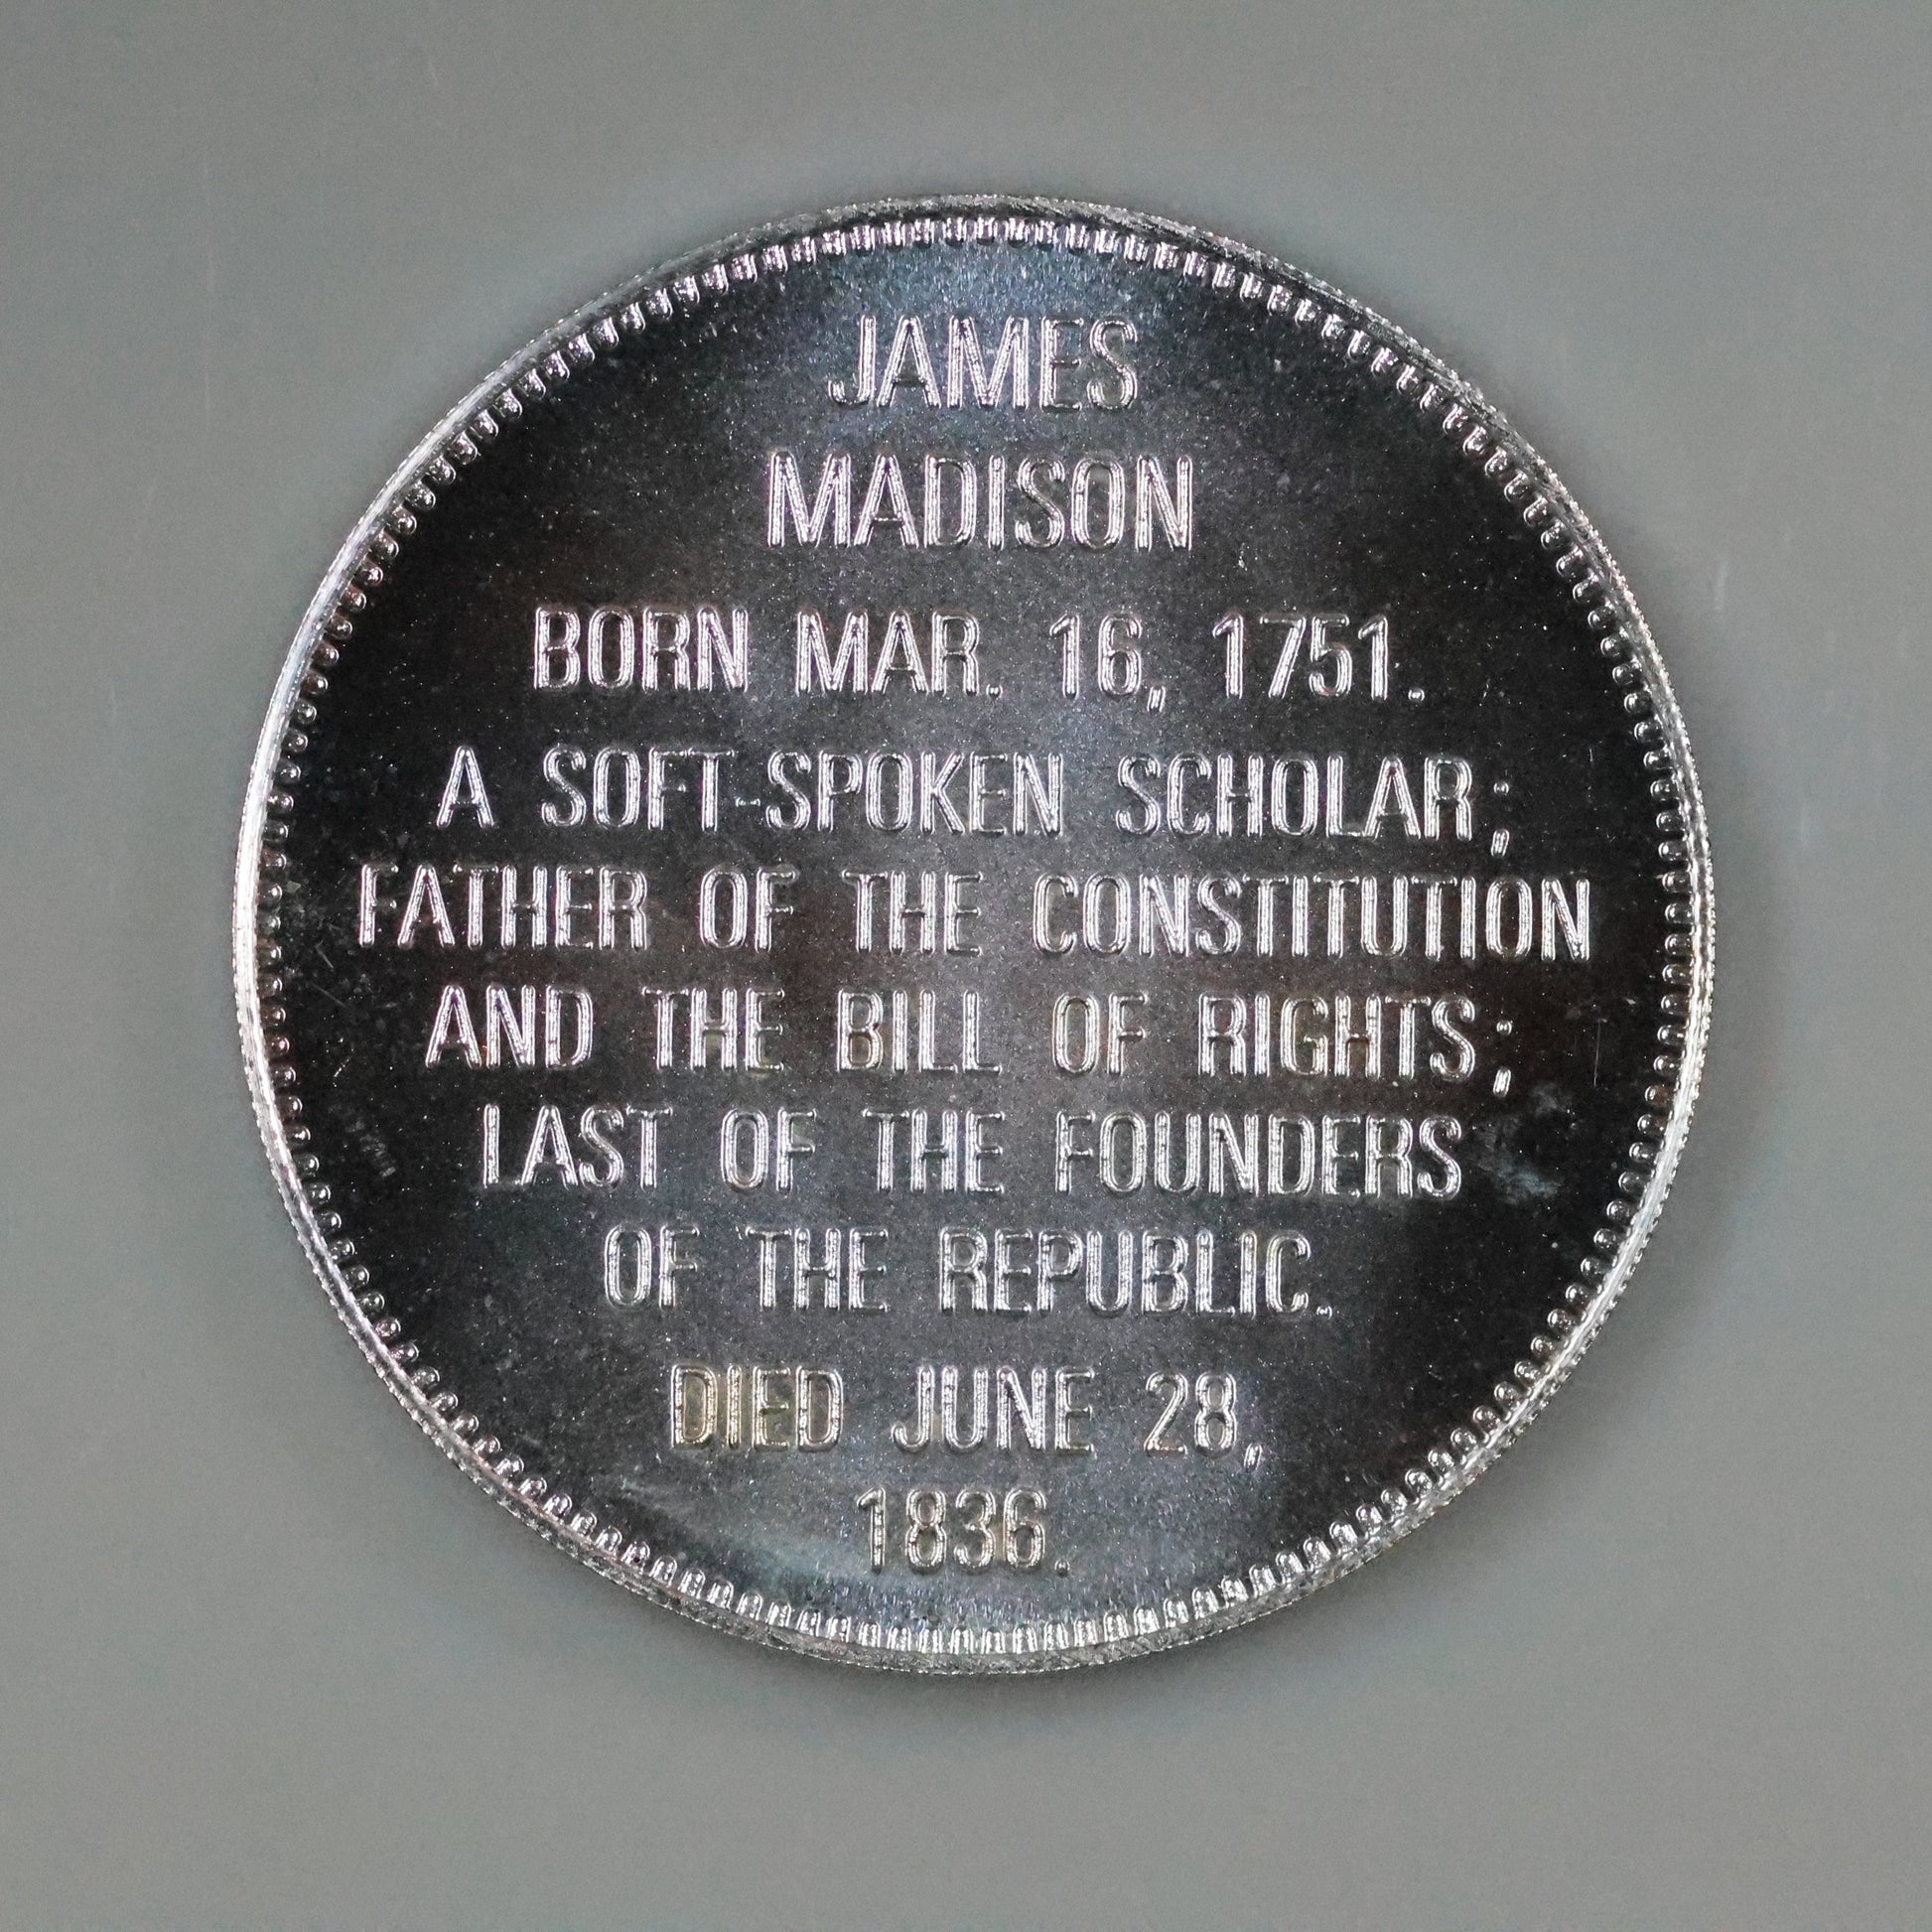 JAMES
MADISON
BORN MAR. 16, 1751.
A SOFT-SPOKEN SCHOLAR;
FATHER OF THE CONSTITUTION
AND THE BILL OF RIGHTS;
LAST OF THE FOUNDERS
OF THE REPUBLIC.
DIED JUNE 28,
1836.